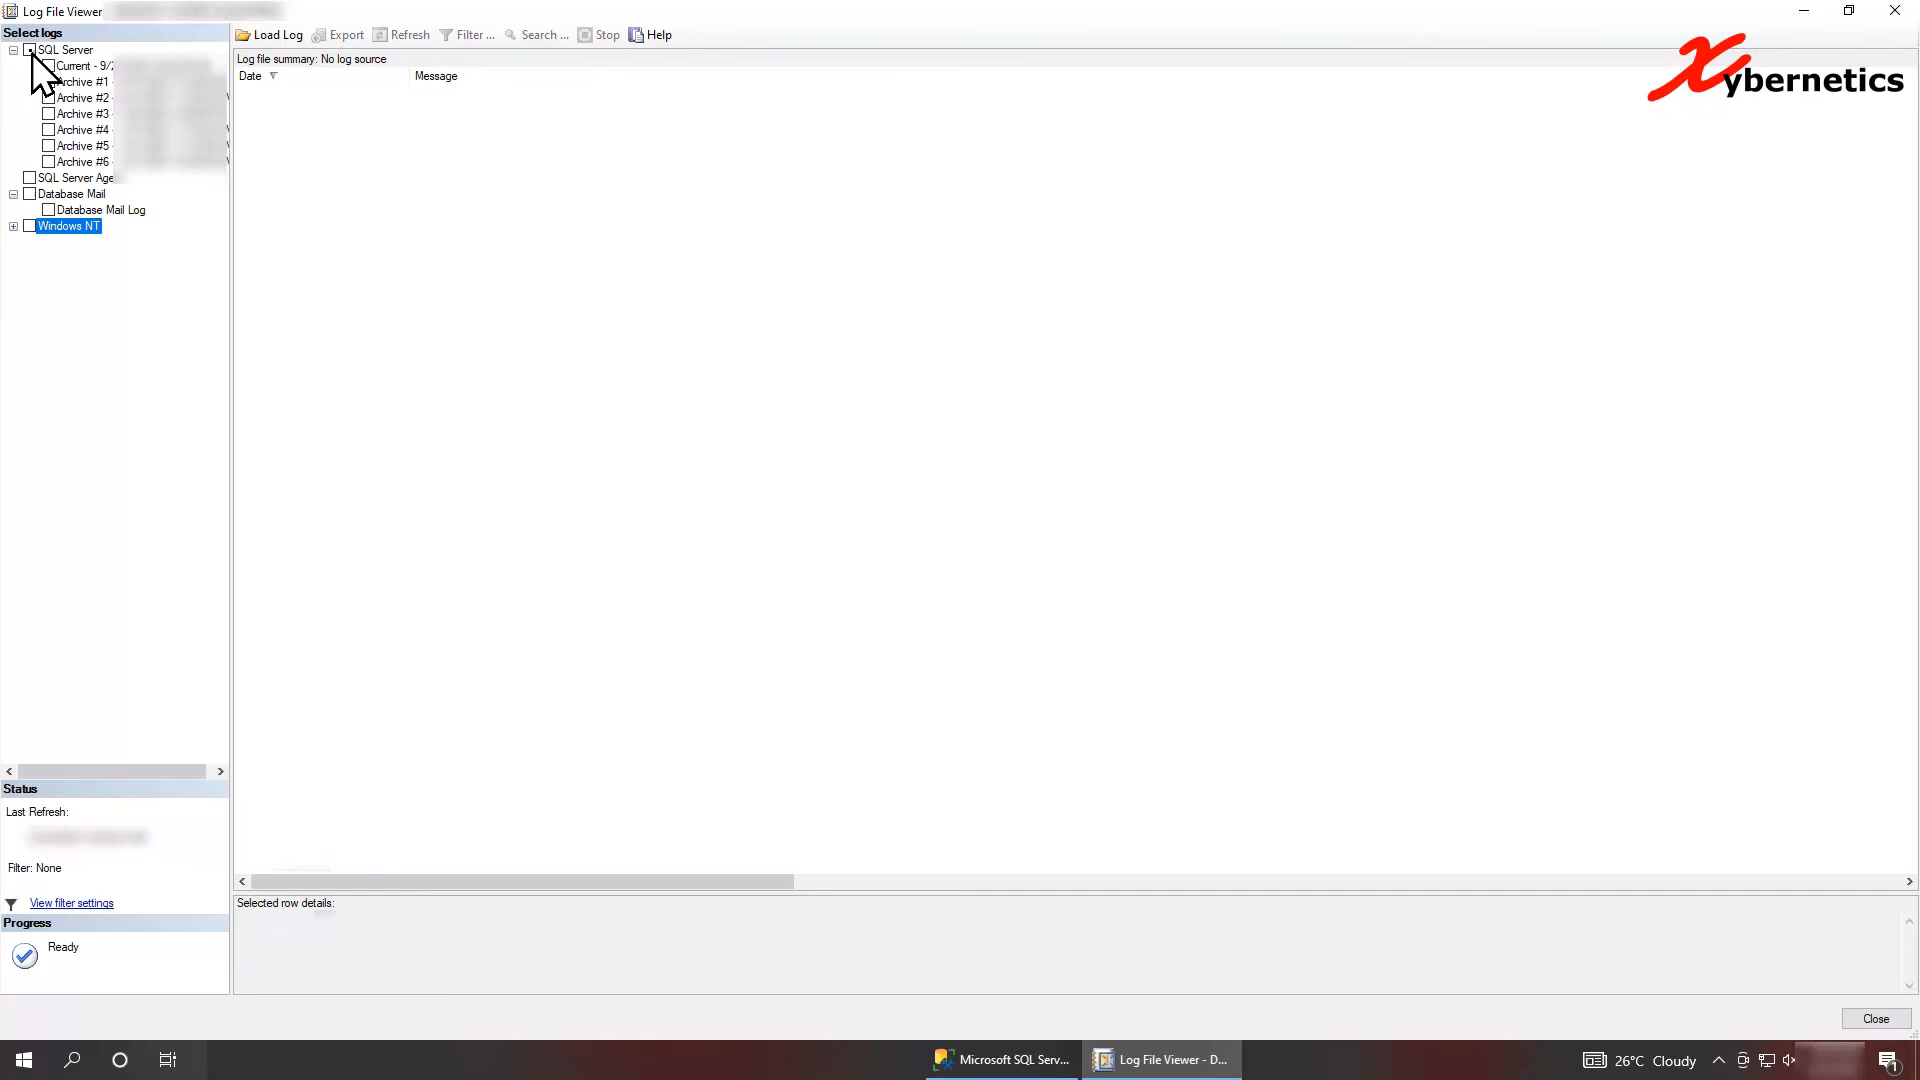 Log File Viewer
Select logs
SQL Server
Current - 9/2
Archive #1 -
Archive #2 -
Archive #3 -
Archive #4 -
Archive #5 -
Archive #6 -
SQL Server Age
Database Mail
Database Mail Log
Windows NT
Load Log Export Refresh Filter ... Search ... Stop Help
Log file summary: No log source
Date Message
Xybernetics
Status
Last Refresh:
Filter: None
View filter settings
Progress
Ready
Selected row details:
Close
Microsoft SQL Serv... Log File Viewer - D... 26°C Cloudy 1